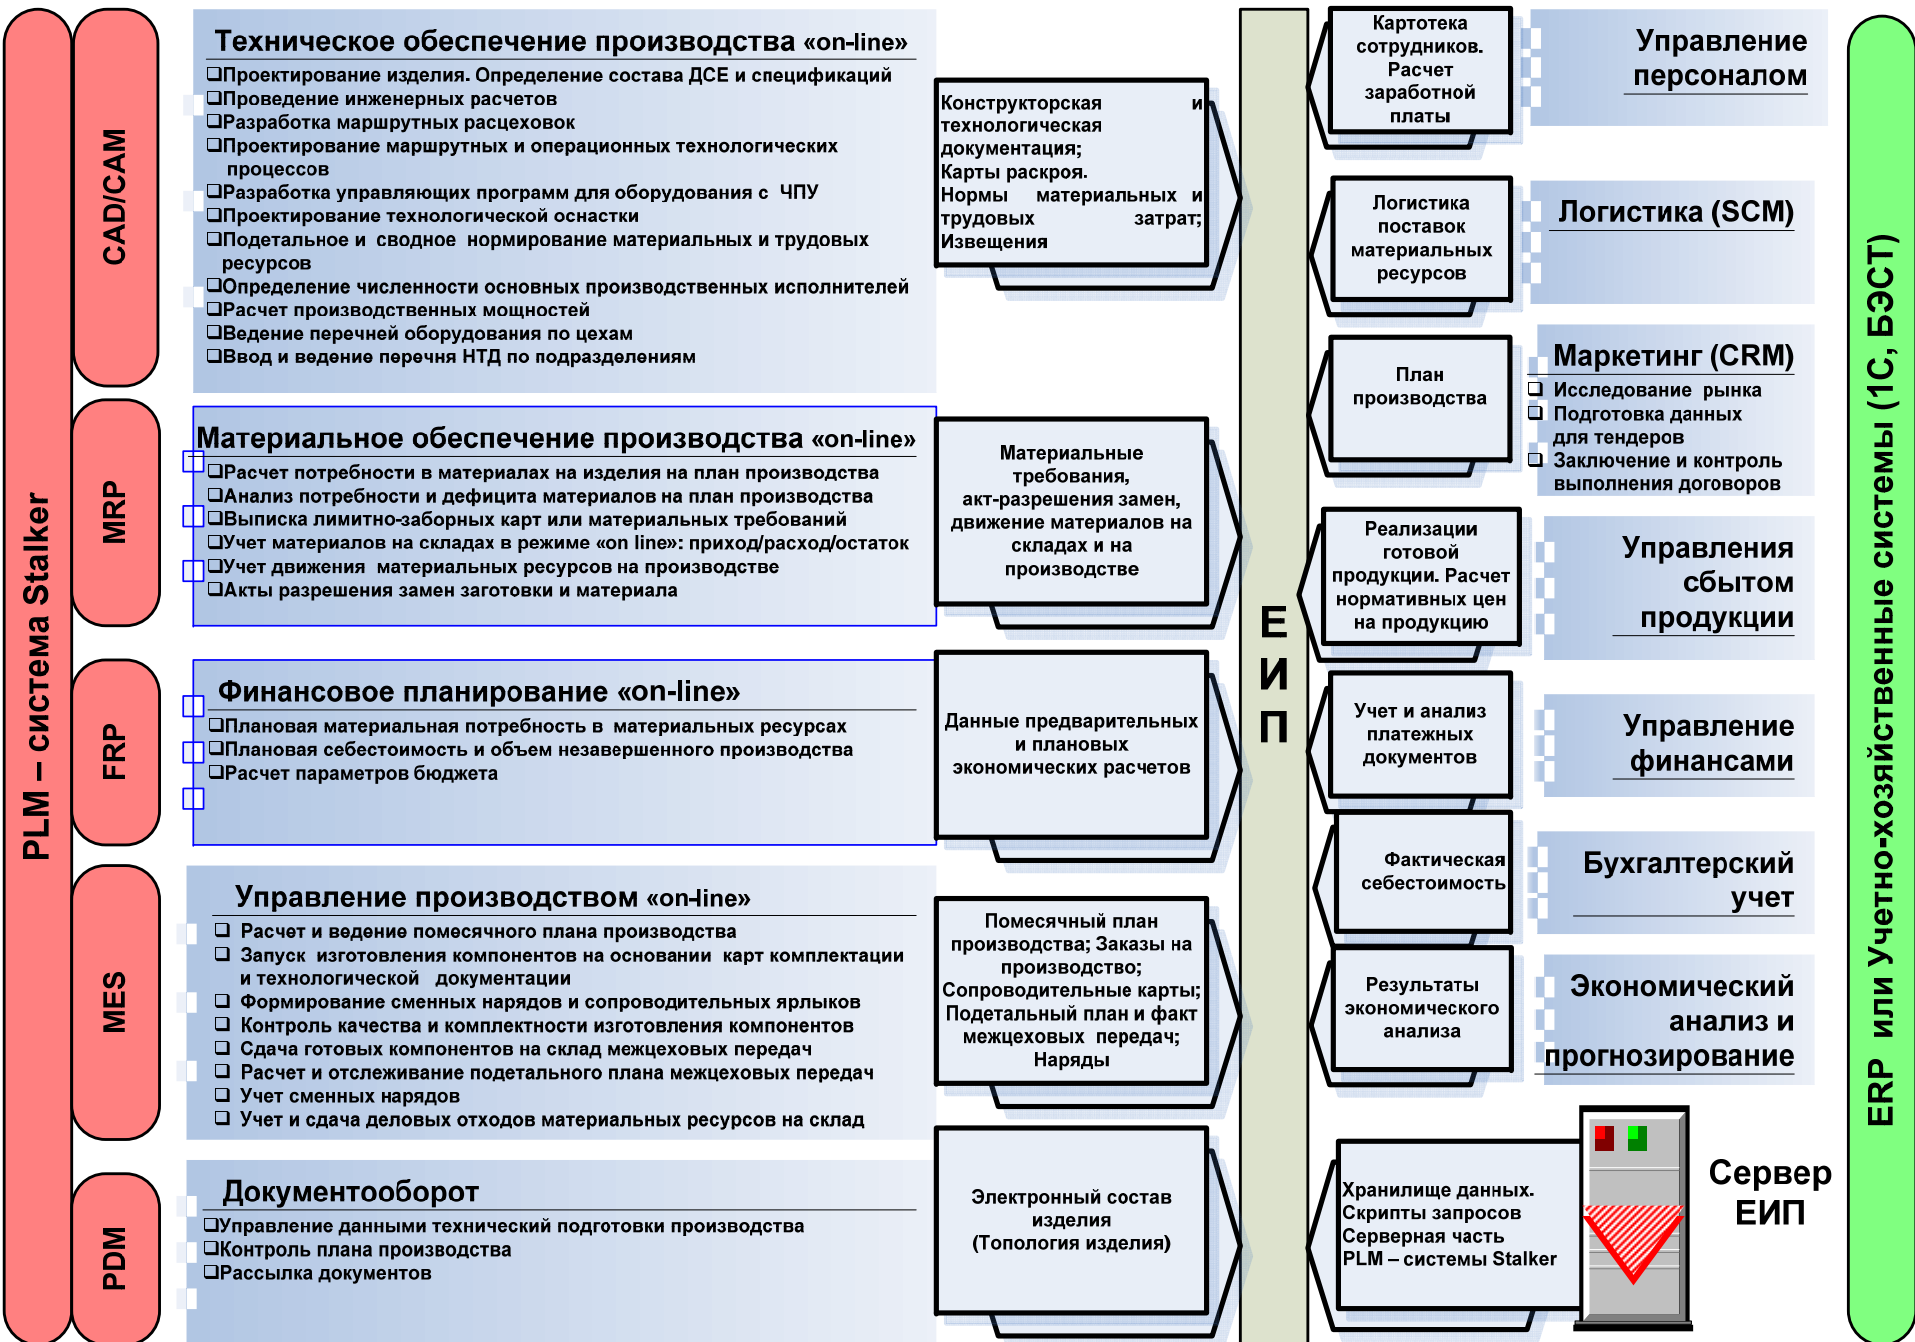 PLM – система Stalker
CAD/CAM
Техническое обеспечение производства «on-line»
❑Проектирование изделия. Определение состава ДСЕ и спецификаций
❑Проведение инженерных расчетов
❑Разработка маршрутных расцеховок
❑Проектирование маршрутных и операционных технологических
процессов
❑Разработка управляющих программ для оборудования с ЧПУ
❑Проектирование технологической оснастки
❑Подетальное и сводное нормирование материальных и трудовых
ресурсов
❑Определение численности основных производственных исполнителей
❑Расчет производственных мощностей
❑Ведение перечней оборудования по цехам
❑Ввод и ведение перечня НТД по подразделениям
Конструкторская и
технологическая
документация;
Карты раскроя.
Нормы материальных и
трудовых затрат;
Извещения
MRP
Материальное обеспечение производства «on-line»
❑Расчет потребности в материалах на изделия на план производства
❑Анализ потребности и дефицита материалов на план производства
❑Выписка лимитно-заборных карт или материальных требований
❑Учет материалов на складах в режиме «on line»: приход/расход/остаток
❑Учет движения материальных ресурсов на производстве
❑Акты разрешения замен заготовки и материала
Материальные
требования,
акт-разрешения замен,
движение материалов на
складах и на
производстве
FRP
Финансовое планирование «on-line»
❑Плановая материальная потребность в материальных ресурсах
❑Плановая себестоимость и объем незавершенного производства
❑Расчет параметров бюджета
Данные предварительных
и плановых
экономических расчетов
MES
Управление производством «on-line»
❑ Расчет и ведение помесячного плана производства
❑ Запуск изготовления компонентов на основании карт комплектации
и технологической документации
❑ Формирование сменных нарядов и сопроводительных ярлыков
❑ Контроль качества и комплектности изготовления компонентов
❑ Сдача готовых компонентов на склад межцеховых передач
❑ Расчет и отслеживание подетального плана межцеховых передач
❑ Учет сменных нарядов
❑ Учет и сдача деловых отходов материальных ресурсов на склад
Помесячный план
производства; Заказы на
производство;
Сопроводительные карты;
Подетальный план и факт
межцеховых передач;
Наряды
PDM
Документооборот
❑Управление данными технический подготовки производства
❑Контроль плана производства
❑Рассылка документов
Электронный состав
изделия
(Топология изделия)
Е
И
П
Картотека
сотрудников.
Расчет
заработной
платы
Управление
персоналом
Логистика
поставок
материальных
ресурсов
Логистика (SCM)
План
производства
Маркетинг (CRM)
❑ Исследование рынка
❑ Подготовка данных
для тендеров
❑ Заключение и контроль
выполнения договоров
Реализации
готовой
продукции. Расчет
нормативных цен
на продукцию
Управления
сбытом
продукции
Учет и анализ
платежных
документов
Управление
финансами
Фактическая
себестоимость
Бухгалтерский
учет
Результаты
экономического
анализа
Экономический
анализ и
прогнозирование
Хранилище данных.
Скрипты запросов
Серверная часть
PLM – системы Stalker
Сервер
ЕИП
ERP или Учетно-хозяйственные системы (1С, БЭСТ)